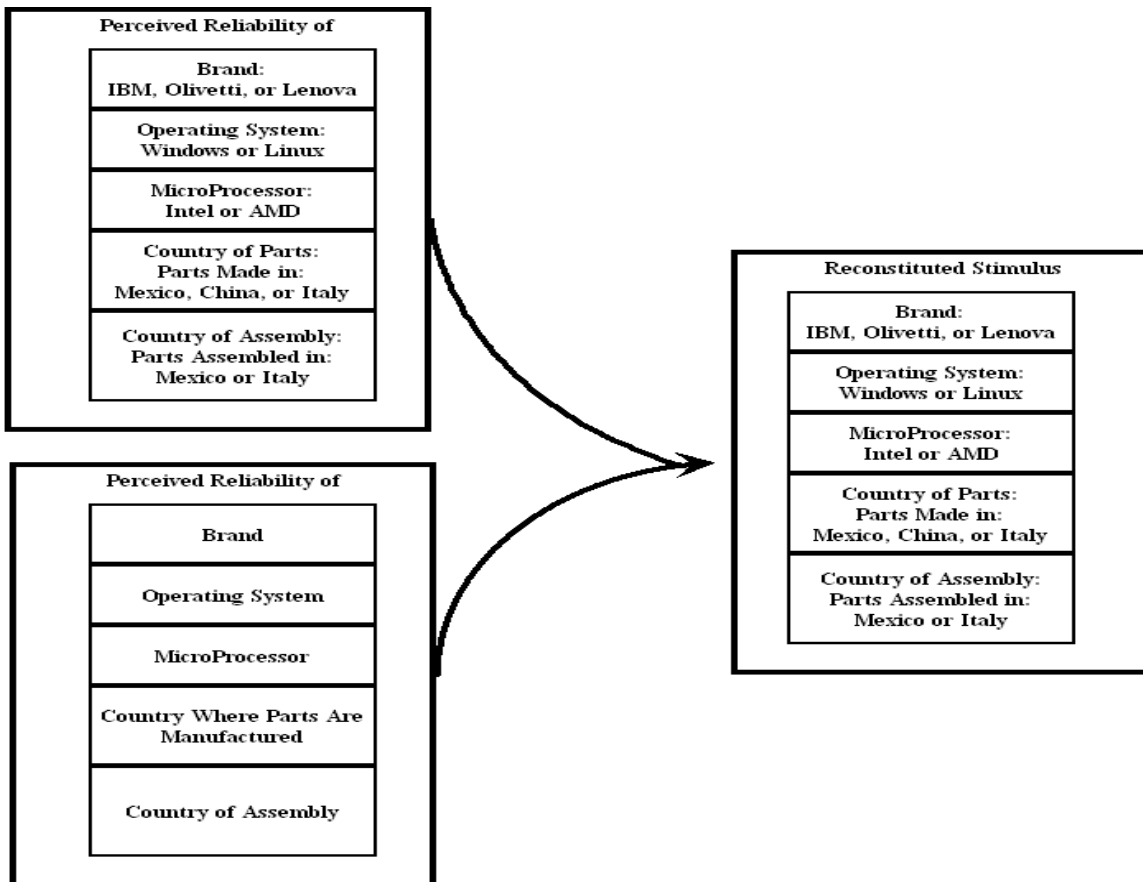 Perceived Reliability of
Brand:
IBM, Olivetti, or Lenova
Operating System:
Windows or Linux
MicroProcessor:
Intel or AMD
Country of Parts:
Parts Made in:
Mexico, China, or Italy
Country of Assembly:
Parts Assembled in:
Mexico or Italy
Perceived Reliability of
Brand
Operating System
MicroProcessor
Country Where Parts Are
Manufactured
Country of Assembly
Reconstituted Stimulus
Brand:
IBM, Olivetti, or Lenova
Operating System:
Windows or Linux
MicroProcessor:
Intel or AMD
Country of Parts:
Parts Made in:
Mexico, China, or Italy
Country of Assembly:
Parts Assembled in:
Mexico or Italy